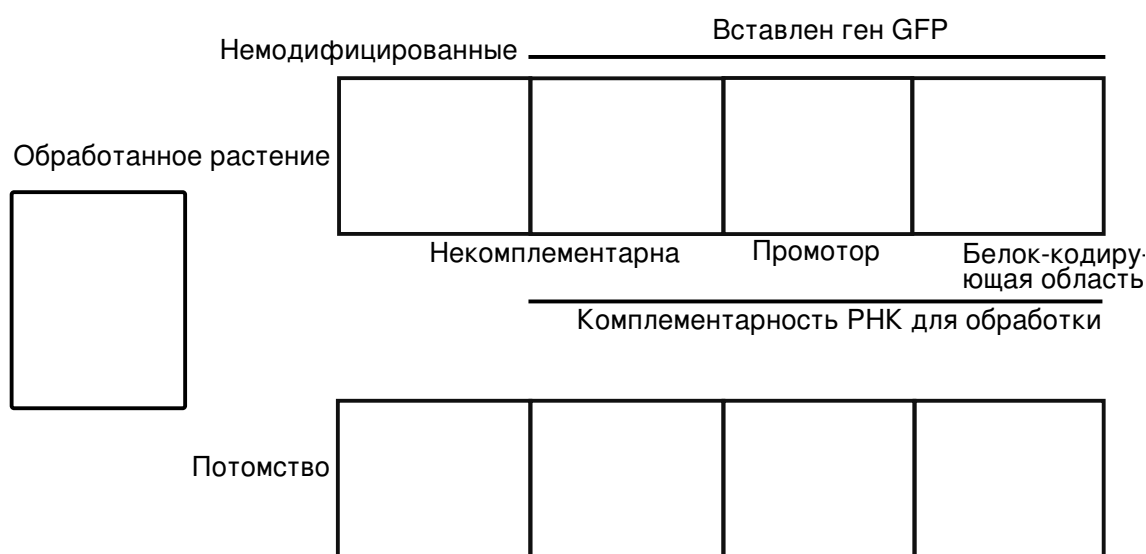 Вставлен ген GFP
Немодифицированные
Обработанное растение
Некомплементарна
Промотор
Белок-кодиру-
ющая область
Комплементарность РНК для обработки
Потомство